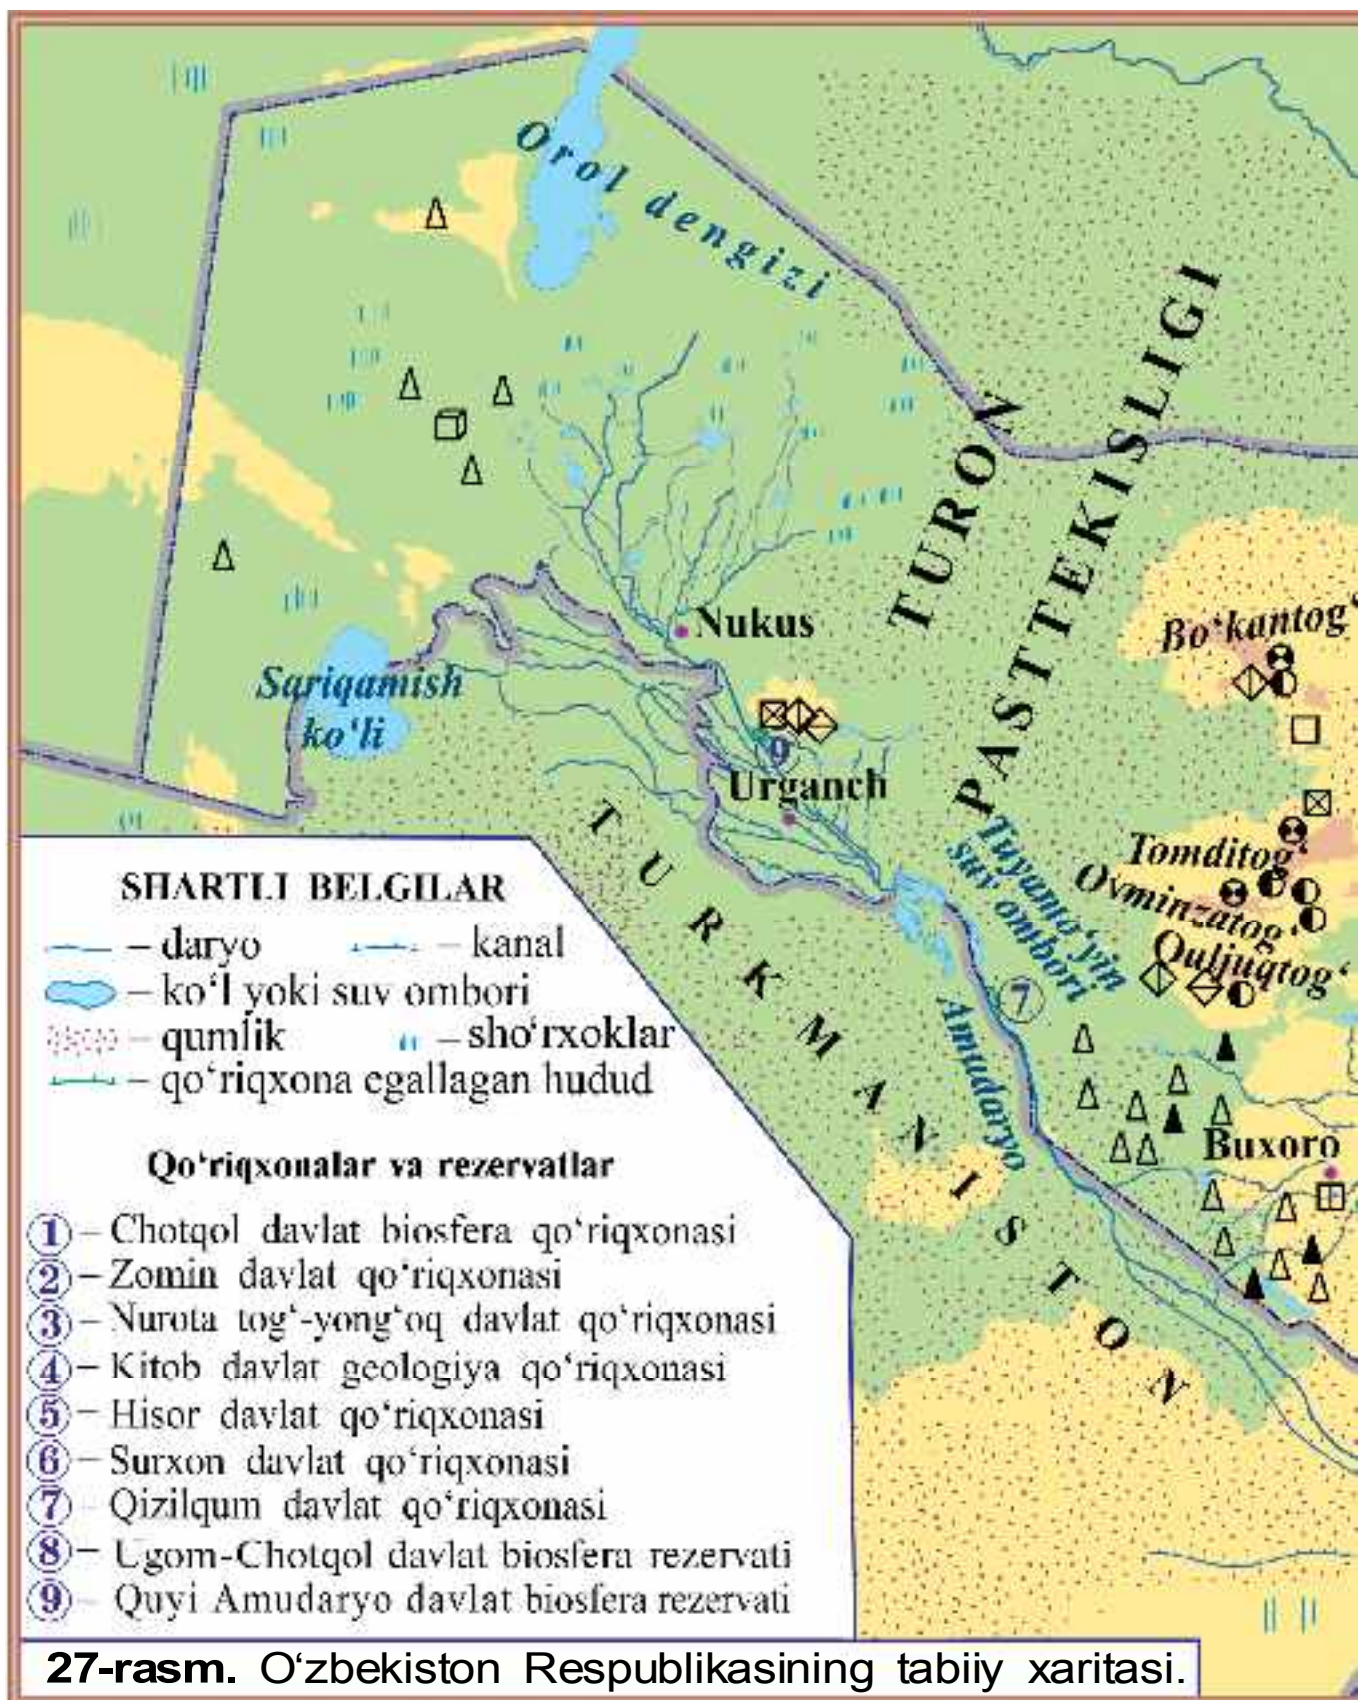 Orol dengizi
TURON
PASTTEKISLIGI
Nukus
Bo‘kantog‘
Sariqamish
ko‘li
9
Urganch
Tuyamo‘yin
suv ombori
Tomditog‘
Ovminzatog‘
Quljuqtog‘
TURKMANISTON
7
Amudaryo
Buxoro
SHARTLI BELGILAR
– daryo – kanal
– ko‘l yoki suv ombori
– qumlik – sho‘rxoklar
– qo‘riqxona egallagan hudud
Qo‘riqxonalar va rezervatlar
1 – Chotqol davlat biosfera qo‘riqxonasi
2 – Zomin davlat qo‘riqxonasi
3 – Nurota tog‘-yong‘oq davlat qo‘riqxonasi
4 – Kitob davlat geologiya qo‘riqxonasi
5 – Hisor davlat qo‘riqxonasi
6 – Surxon davlat qo‘riqxonasi
7 – Qizilqum davlat qo‘riqxonasi
8 – Ugom-Chotqol davlat biosfera rezervati
9 – Quyi Amudaryo davlat biosfera rezervati
27-rasm. O‘zbekiston Respublikasining tabiiy xaritasi.